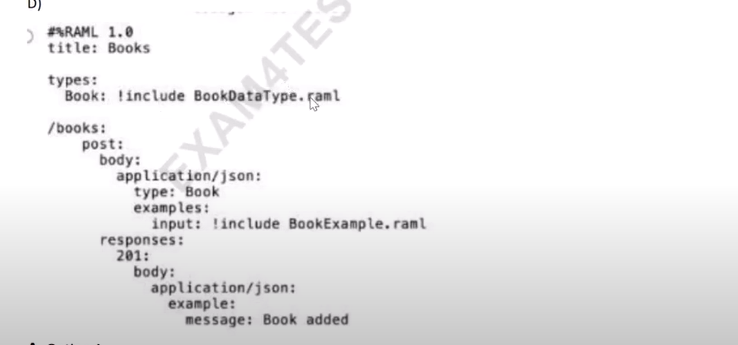 D)
#%RAML 1.0
title: Books
types:
Book: !include BookDataType.raml
/books:
post:
body:
application/json:
type: Book
examples:
input: !include BookExample.raml
responses:
201:
body:
application/json:
example:
message: Book added
EXAM4TES